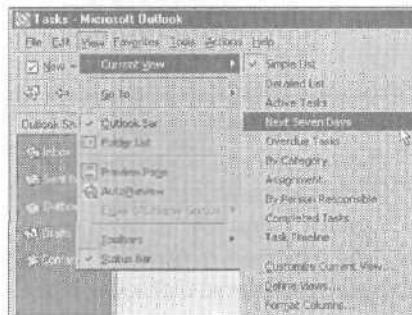 Tasks - Microsoft Outlook
File Edit View Favorites Tools Actions Help
New
Current View
Go To
Outlook Bar
Folder List
Preview Pane
AutoPreview
Toolbars
Status Bar
Simple List
Detailed List
Active Tasks
Next Seven Days
Overdue Tasks
By Category
Assignment
By Person Responsible
Completed Tasks
Task Timeline
Customize Current View...
Define Views...
Format Columns...
Inbox
Drafts